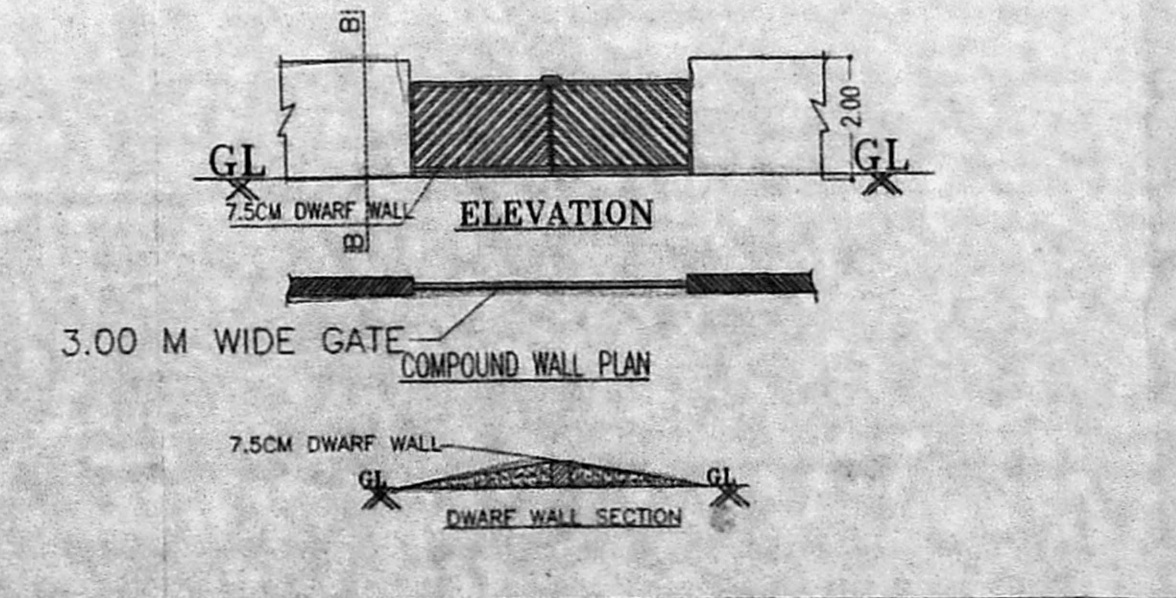 B
2.00
GL
GL
7.5CM DWARF WALL
ELEVATION
B
3.00 M WIDE GATE
COMPOUND WALL PLAN
7.5CM DWARF WALL
GL
GL
DWARF WALL SECTION